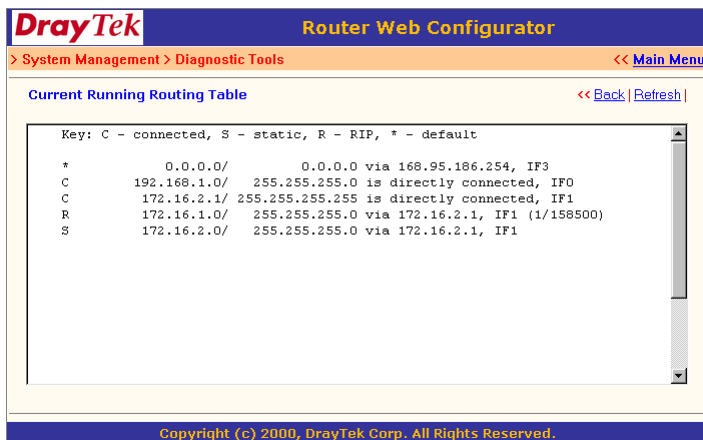 DrayTek Router Web Configurator
> System Management > Diagnostic Tools << Main Menu
Current Running Routing Table << Back | Refresh |
Key: C - connected, S - static, R - RIP, * - default
* 0.0.0.0/ 0.0.0.0 via 168.95.186.254, IF3
C 192.168.1.0/ 255.255.255.0 is directly connected, IF0
C 172.16.2.1/ 255.255.255.255 is directly connected, IF1
R 172.16.1.0/ 255.255.255.0 via 172.16.2.1, IF1 (1/158500)
S 172.16.2.0/ 255.255.255.0 via 172.16.2.1, IF1
Copyright (c) 2000, DrayTek Corp. All Rights Reserved.